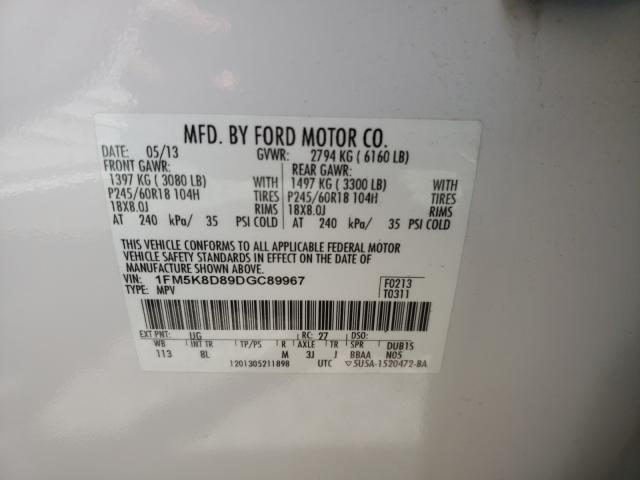 MFD. BY FORD MOTOR CO.
DATE: 05/13 GVWR: 2794 KG ( 6160 LB)
FRONT GAWR: REAR GAWR:
1397 KG ( 3080 LB) WITH 1497 KG ( 3300 LB) WITH
P245/60R18 104H TIRES P245/60R18 104H TIRES
18X8.0J RIMS 18X8.0J RIMS
AT 240 kPa/ 35 PSI COLD AT 240 kPa/ 35 PSI COLD
THIS VEHICLE CONFORMS TO ALL APPLICABLE FEDERAL MOTOR
VEHICLE SAFETY STANDARDS IN EFFECT ON THE DATE OF
MANUFACTURE SHOWN ABOVE.
VIN: 1FM5K8D89DGC89967 F0213
TYPE: MPV T0311
EXT PNT: UG RC: 27 DSO:
WB INT TR TP/PS R AXLE TR SPR DUB1S
113 8L M 3J J BBAA N05
1201305211898 UTC ▽5U5A-1520472-BA